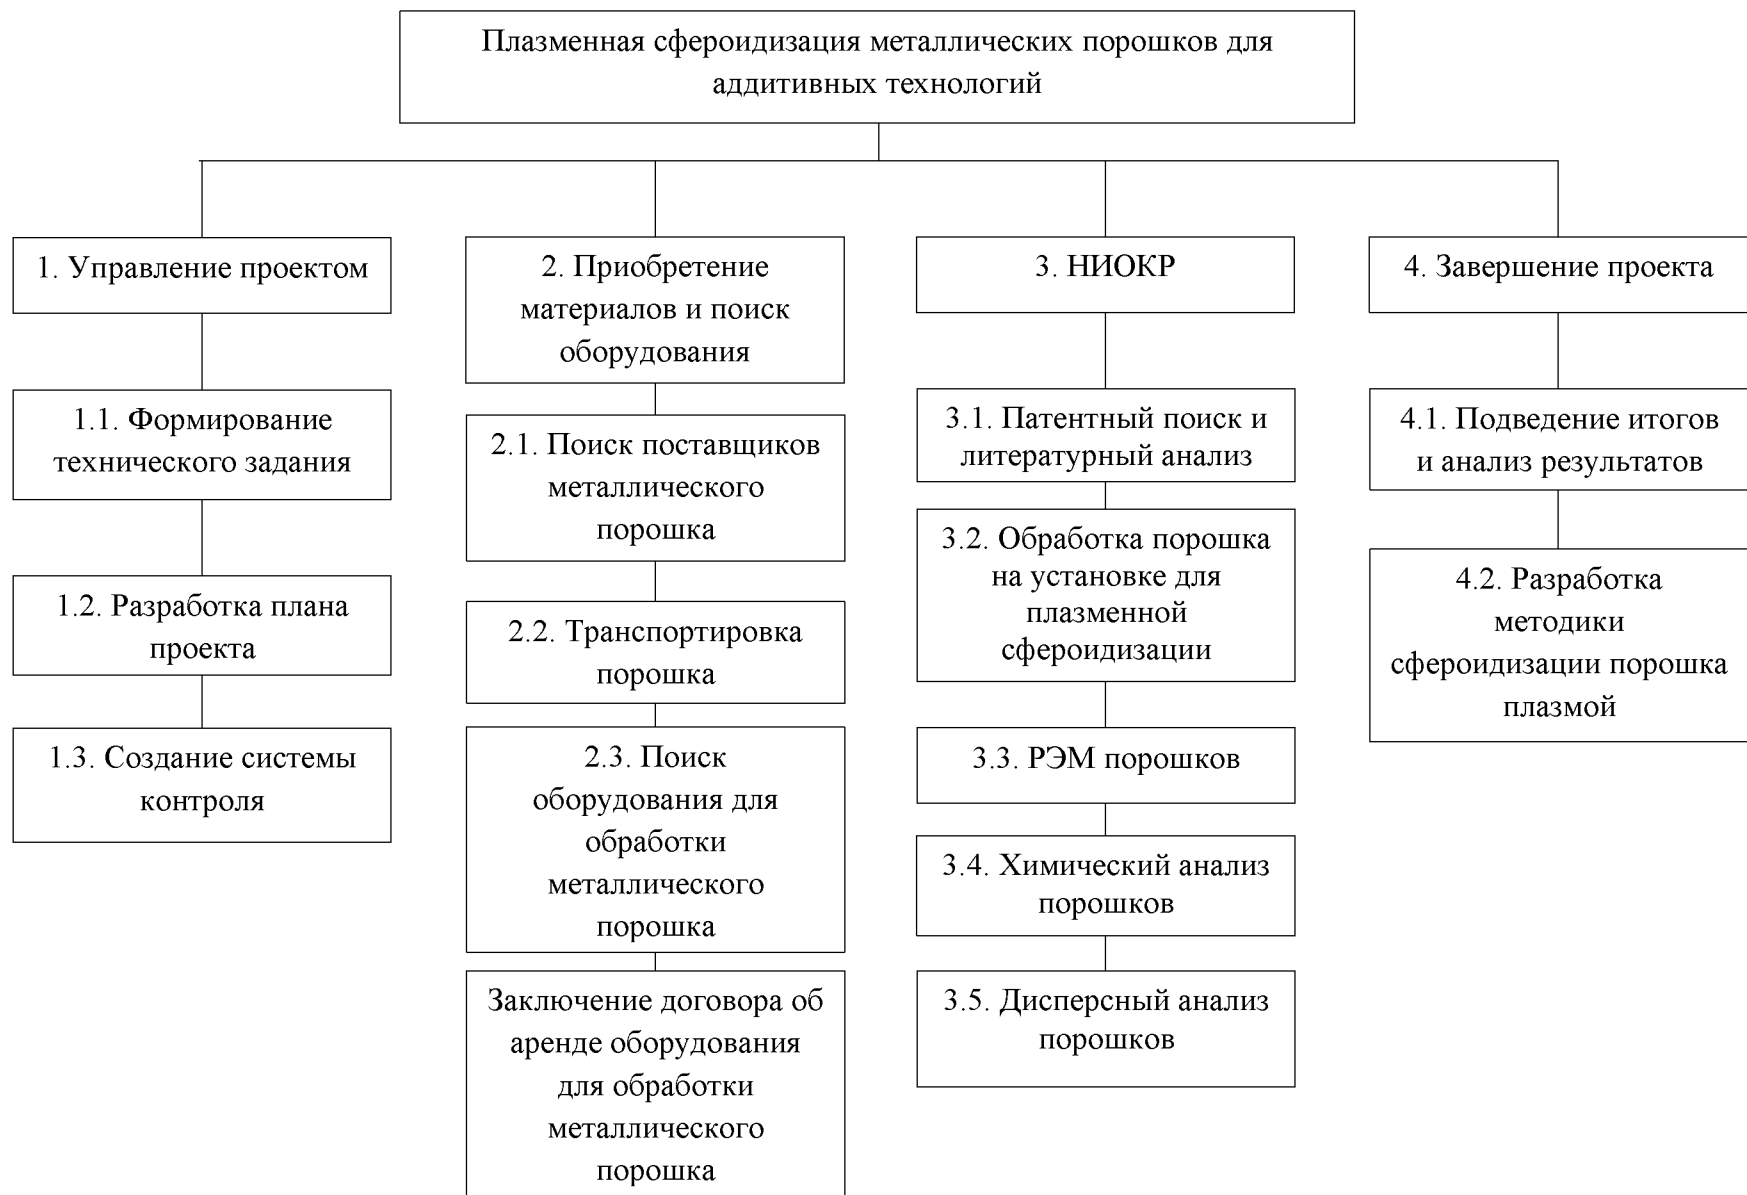 Плазменная сфероидизация металлических порошков для
аддитивных технологий
1. Управление проектом
1.1. Формирование
технического задания
1.2. Разработка плана
проекта
1.3. Создание системы
контроля
2. Приобретение
материалов и поиск
оборудования
2.1. Поиск поставщиков
металлического
порошка
2.2. Транспортировка
порошка
2.3. Поиск
оборудования для
обработки
металлического
порошка
Заключение договора об
аренде оборудования
для обработки
металлического
порошка
3. НИОКР
3.1. Патентный поиск и
литературный анализ
3.2. Обработка порошка
на установке для
плазменной
сфероидизации
3.3. РЭМ порошков
3.4. Химический анализ
порошков
3.5. Дисперсный анализ
порошков
4. Завершение проекта
4.1. Подведение итогов
и анализ результатов
4.2. Разработка
методики
сфероидизации порошка
плазмой